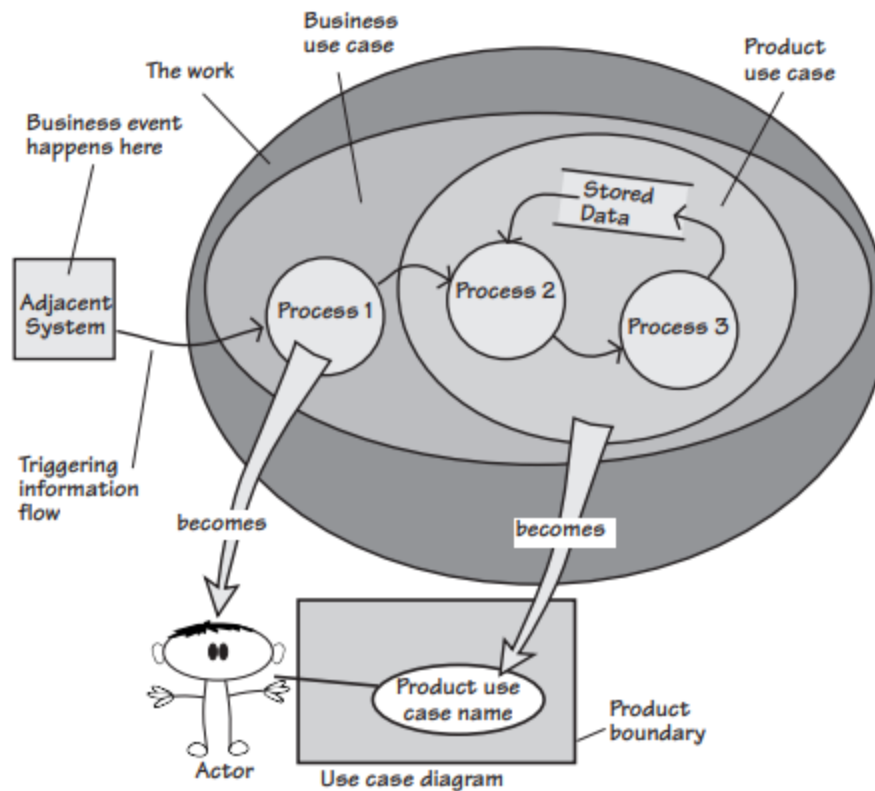 Business
use case
The work
Product
use case
Business event
happens here
Stored
Data
Adjacent
System
Process 1
Process 2
Process 3
Triggering
information
flow
becomes
becomes
Product use
case name
Product
boundary
Actor
Use case diagram